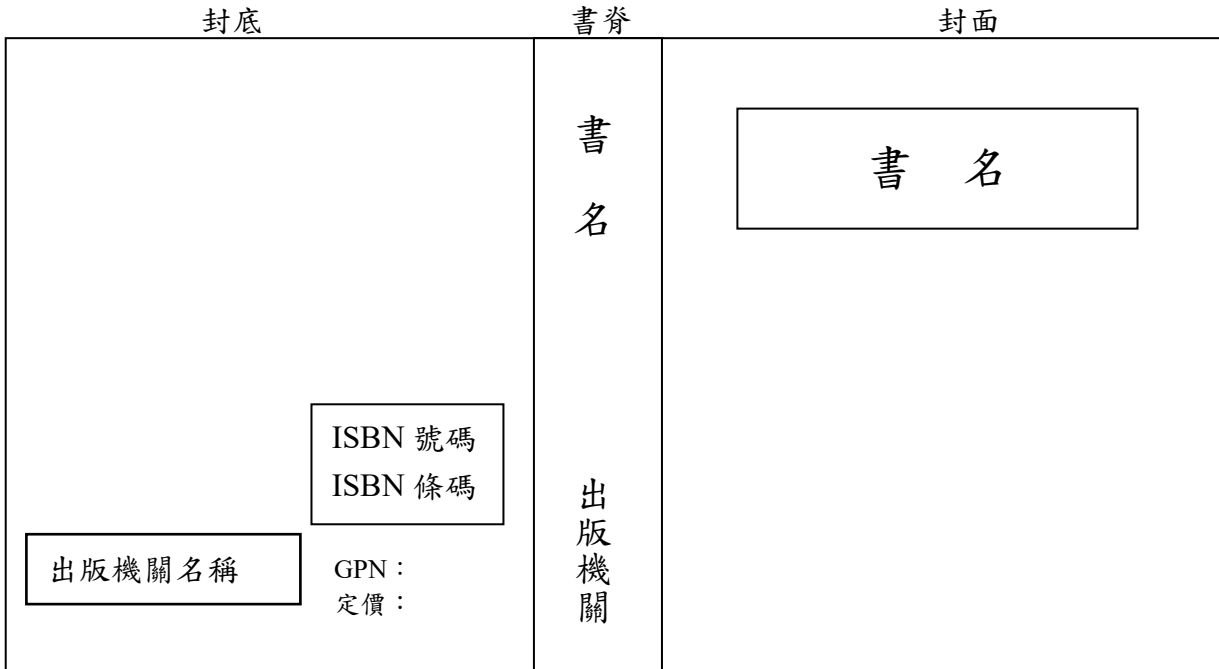 封底
書脊
封面
書名
書 名
ISBN 號碼
ISBN 條碼
出版機關
出版機關名稱
GPN：
定價：